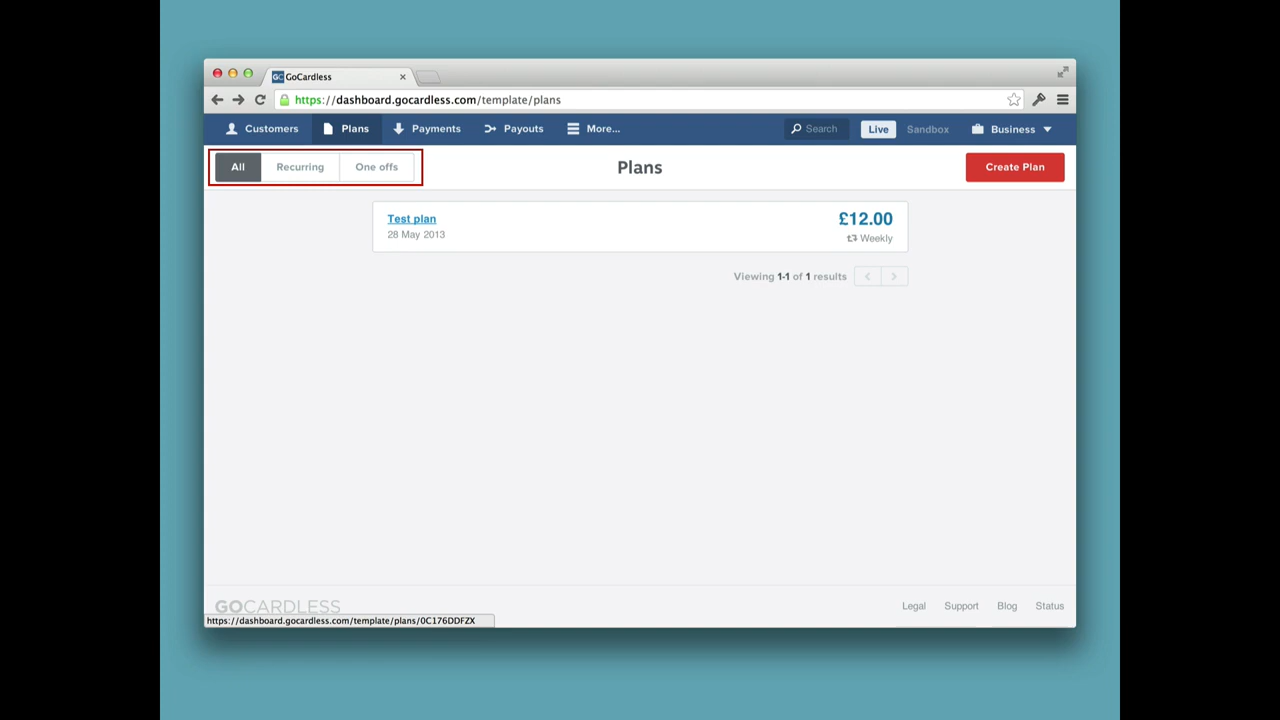 GC GoCardless
https://dashboard.gocardless.com/template/plans
Customers Plans Payments Payouts More... Search Live Sandbox Business
All Recurring One offs Plans Create Plan
Test plan £12.00
28 May 2013 Weekly
Viewing 1-1 of 1 results
GOCARDLESS Legal Support Blog Status
https://dashboard.gocardless.com/template/plans/0C176DDFZX